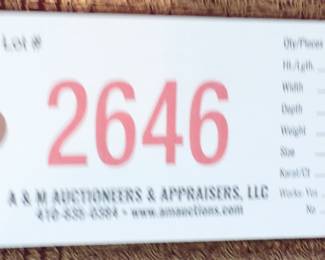 Lot #
2646
A & M AUCTIONEERS & APPRAISERS, LLC
410-835-0384 • www.amauctions.com
Qty/Pieces
Ht./Lgth
Width
Depth
Weight
Size
Karat/Ct
Works: Yes
No